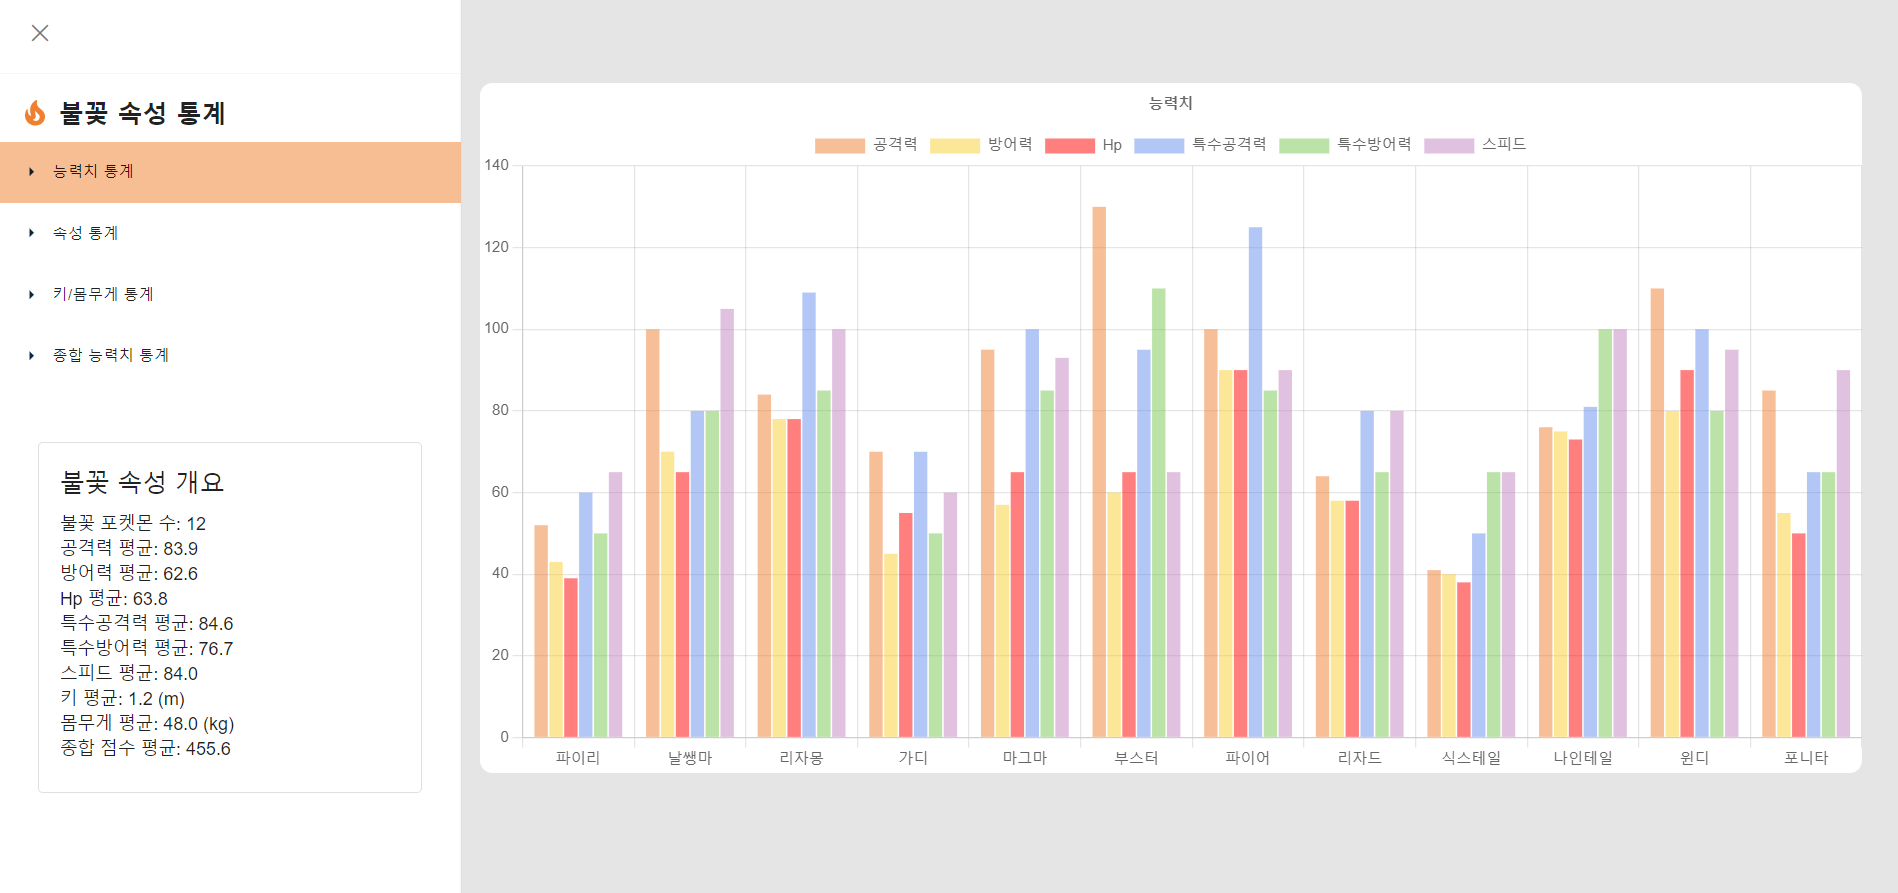 불꽃 속성 통계
능력치 통계
속성 통계
키/몸무게 통계
종합 능력치 통계
불꽃 속성 개요
불꽃 포켓몬 수: 12
공격력 평균: 83.9
방어력 평균: 62.6
Hp 평균: 63.8
특수공격력 평균: 84.6
특수방어력 평균: 76.7
스피드 평균: 84.0
키 평균: 1.2 (m)
몸무게 평균: 48.0 (kg)
종합 점수 평균: 455.6
능력치
공격력 방어력 Hp 특수공격력 특수방어력 스피드
140
120
100
80
60
40
20
0
파이리 날쌩마 리자몽 가디 마그마 부스터 파이어 리자드 식스테일 나인테일 윈디 포니타